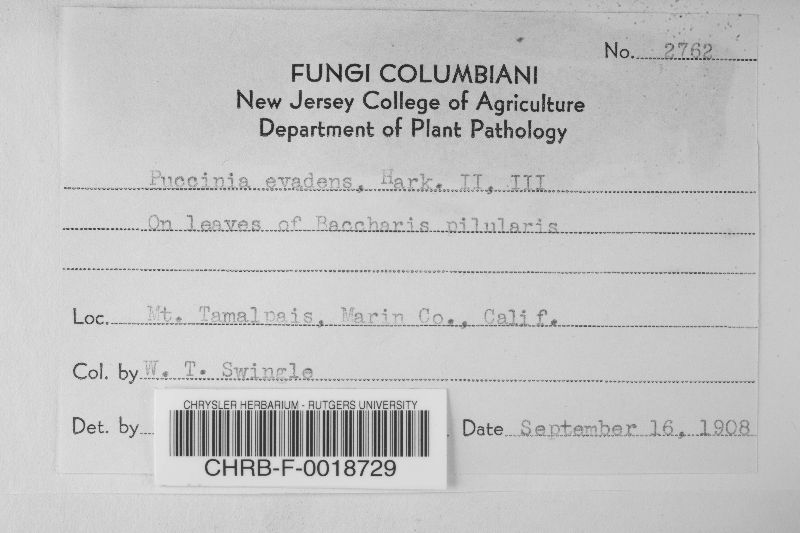 No. 2762
FUNGI COLUMBIANI
New Jersey College of Agriculture
Department of Plant Pathology
Puccinia evadens, Hark. II, III
On leaves of Baccharis pilularis
Loc. Mt. Tamalpais, Marin Co., Calif.
Col. by W. T. Swingle
Det. by
Date September 16, 1908
CHRYSLER HERBARIUM - RUTGERS UNIVERSITY
CHRB-F-0018729